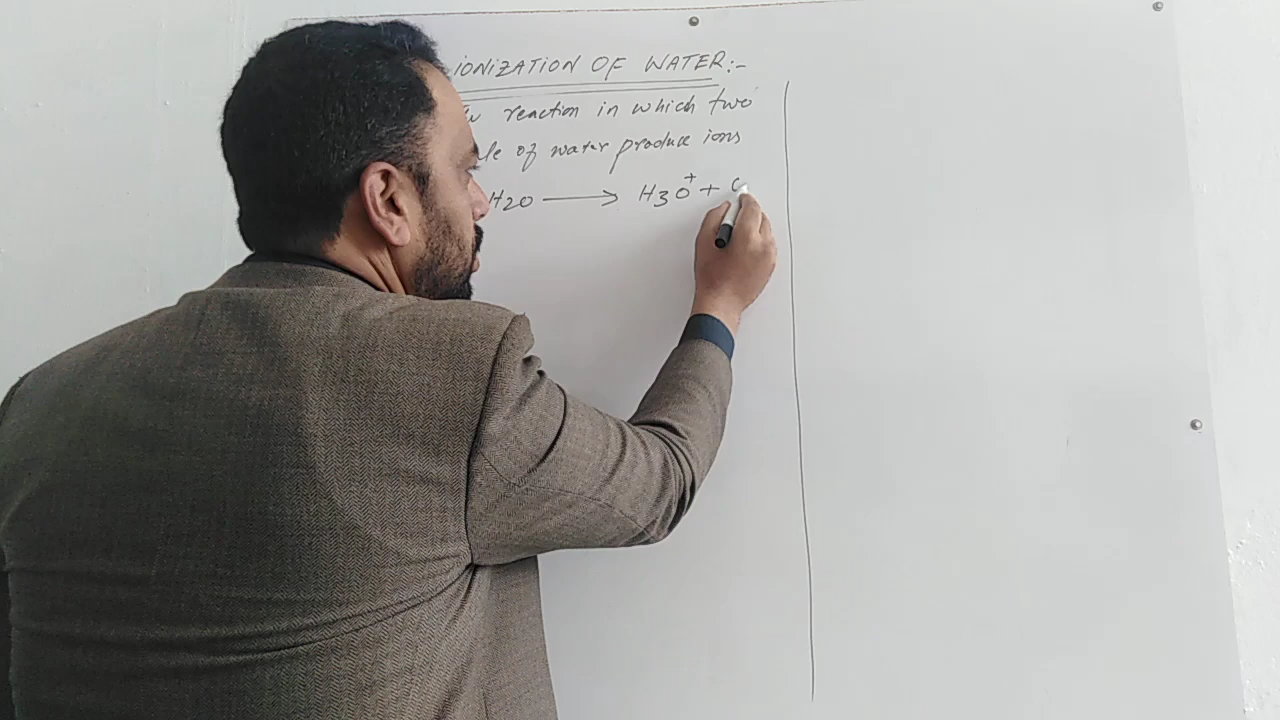 IONIZATION OF WATER:-
reaction in which two
of water produce ions
H2O ⟶ H3O⁺ +